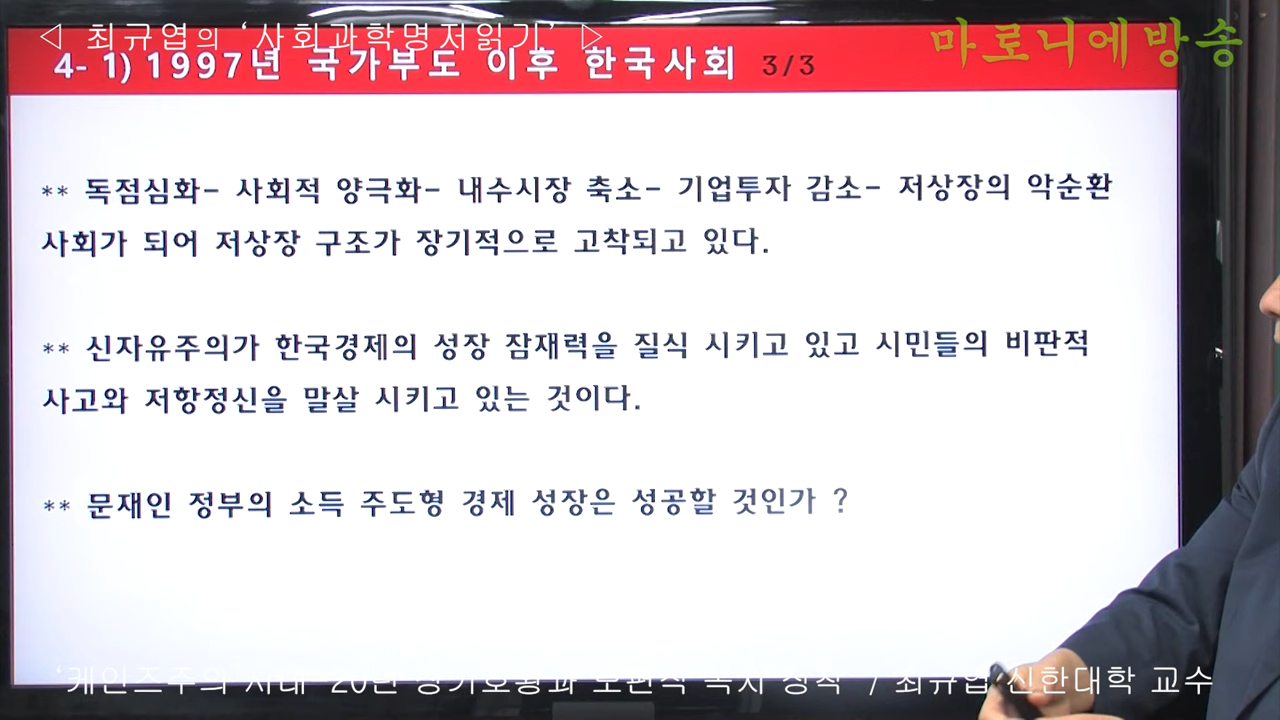 ◁ 최규엽의 ‘사회과학명저읽기’ ▷
마로니에방송
4- 1) 1997년 국가부도 이후 한국사회 3/3
** 독점심화- 사회적 양극화- 내수시장 축소- 기업투자 감소- 저상장의 악순환
사회가 되어 저상장 구조가 장기적으로 고착되고 있다.
** 신자유주의가 한국경제의 성장 잠재력을 질식 시키고 있고 시민들의 비판적
사고와 저항정신을 말살 시키고 있는 것이다.
** 문재인 정부의 소득 주도형 경제 성장은 성공할 것인가 ?
‘케인즈주의 시대 20년 장기호황과 보편적 복지 정착’ / 최규엽 신한대학 교수